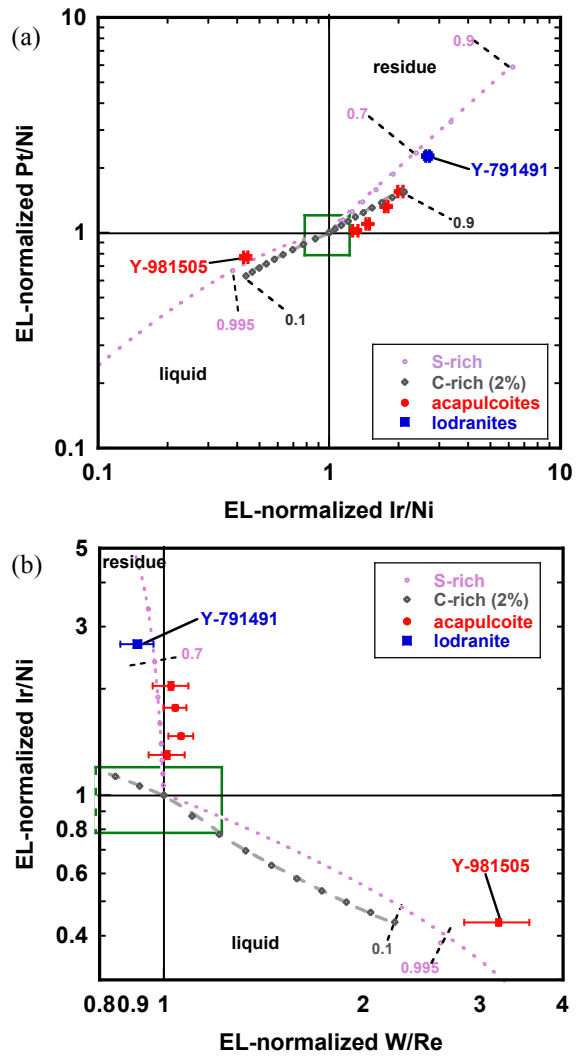 (a)
10
0.9
residue
0.7
Y-791491
EL-normalized Pt/Ni
1
0.9
Y-981505
0.995
0.1
liquid
S-rich
C-rich (2%)
acapulcoites
lodranites
0.1
0.1
1
10
EL-normalized Ir/Ni
(b)
5
residue
S-rich
C-rich (2%)
acapulcoite
lodranite
Y-791491
3
0.7
2
EL-normalized Ir/Ni
1
0.8
0.6
Y-981505
0.4
0.1
liquid
0.995
0.8
0.9
1
2
3
4
EL-normalized W/Re